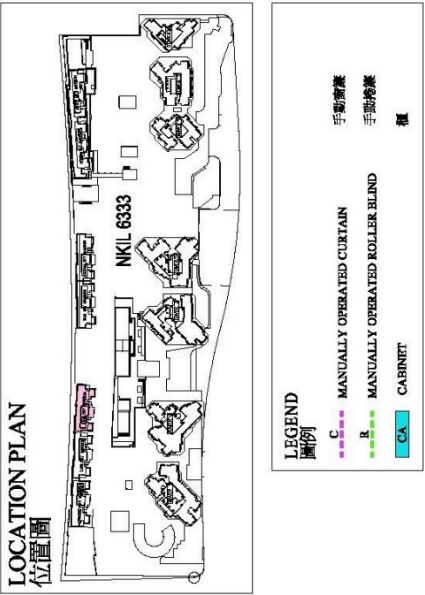 LOCATION PLAN
位置圖
NKIL 6333
LEGEND
圖例
C
MANUALLY OPERATED CURTAIN
手動窗簾
R
MANUALLY OPERATED ROLLER BLIND
手動捲簾
CA
CABINET
櫃